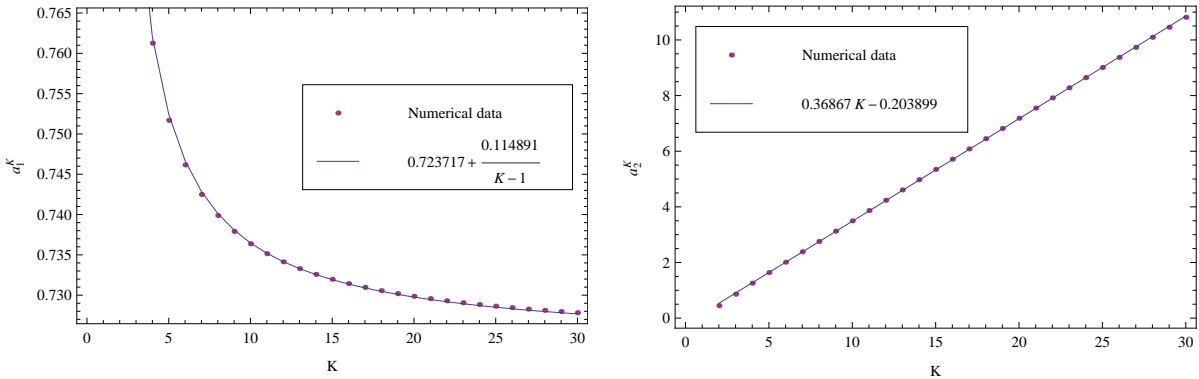 0.765
0.760
0.755
0.750
0.745
0.740
0.735
0.730
a₁ᴷ
0 5 10 15 20 25 30
K
Numerical data
0.723717 + 0.114891 / (K − 1)
10
8
6
4
2
0
a₂ᴷ
0 5 10 15 20 25 30
K
Numerical data
0.36867 K − 0.203899